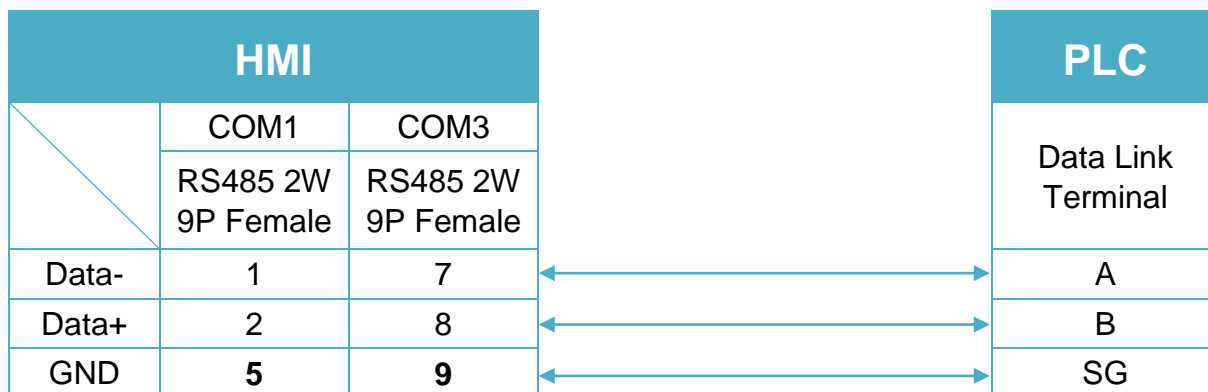 HMI PLC
COM1 COM3
RS485 2W RS485 2W
9P Female 9P Female
Data Link
Terminal
Data- 1 7 A
Data+ 2 8 B
GND 5 9 SG